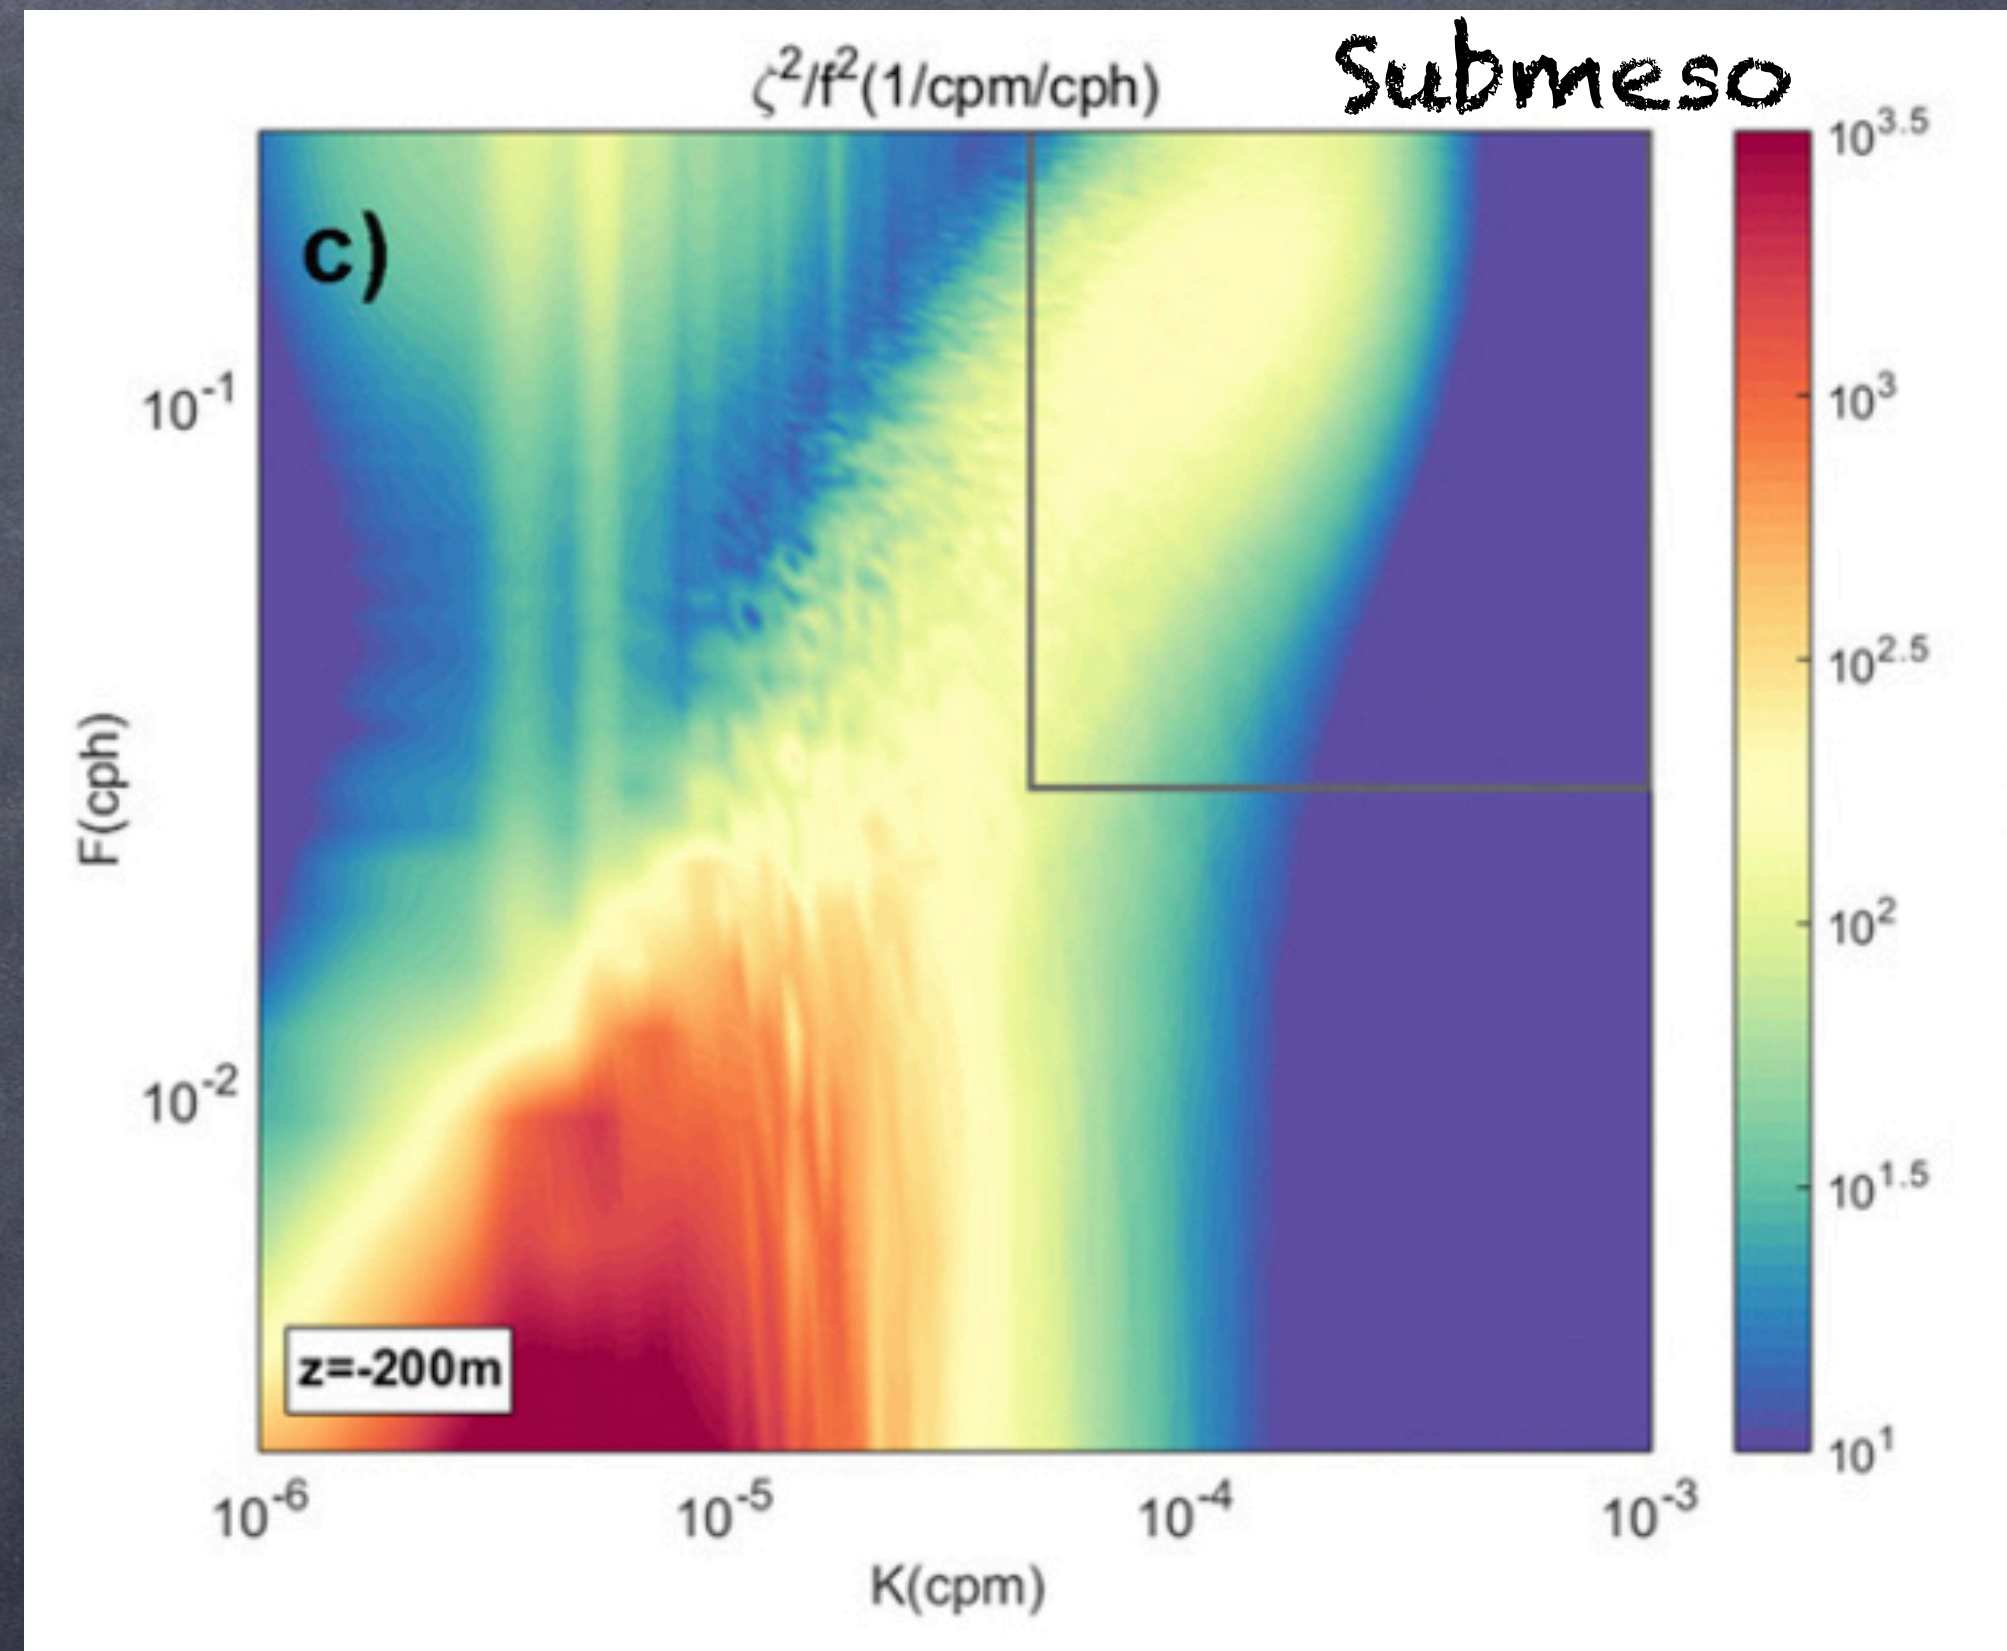 Submeso
ζ²/f²(1/cpm/cph)
c)
z=-200m
F(cph)
10⁻¹
10⁻²
10⁻⁶ 10⁻⁵ 10⁻⁴ 10⁻³
K(cpm)
10³·⁵
10³
10²·⁵
10²
10¹·⁵
10¹